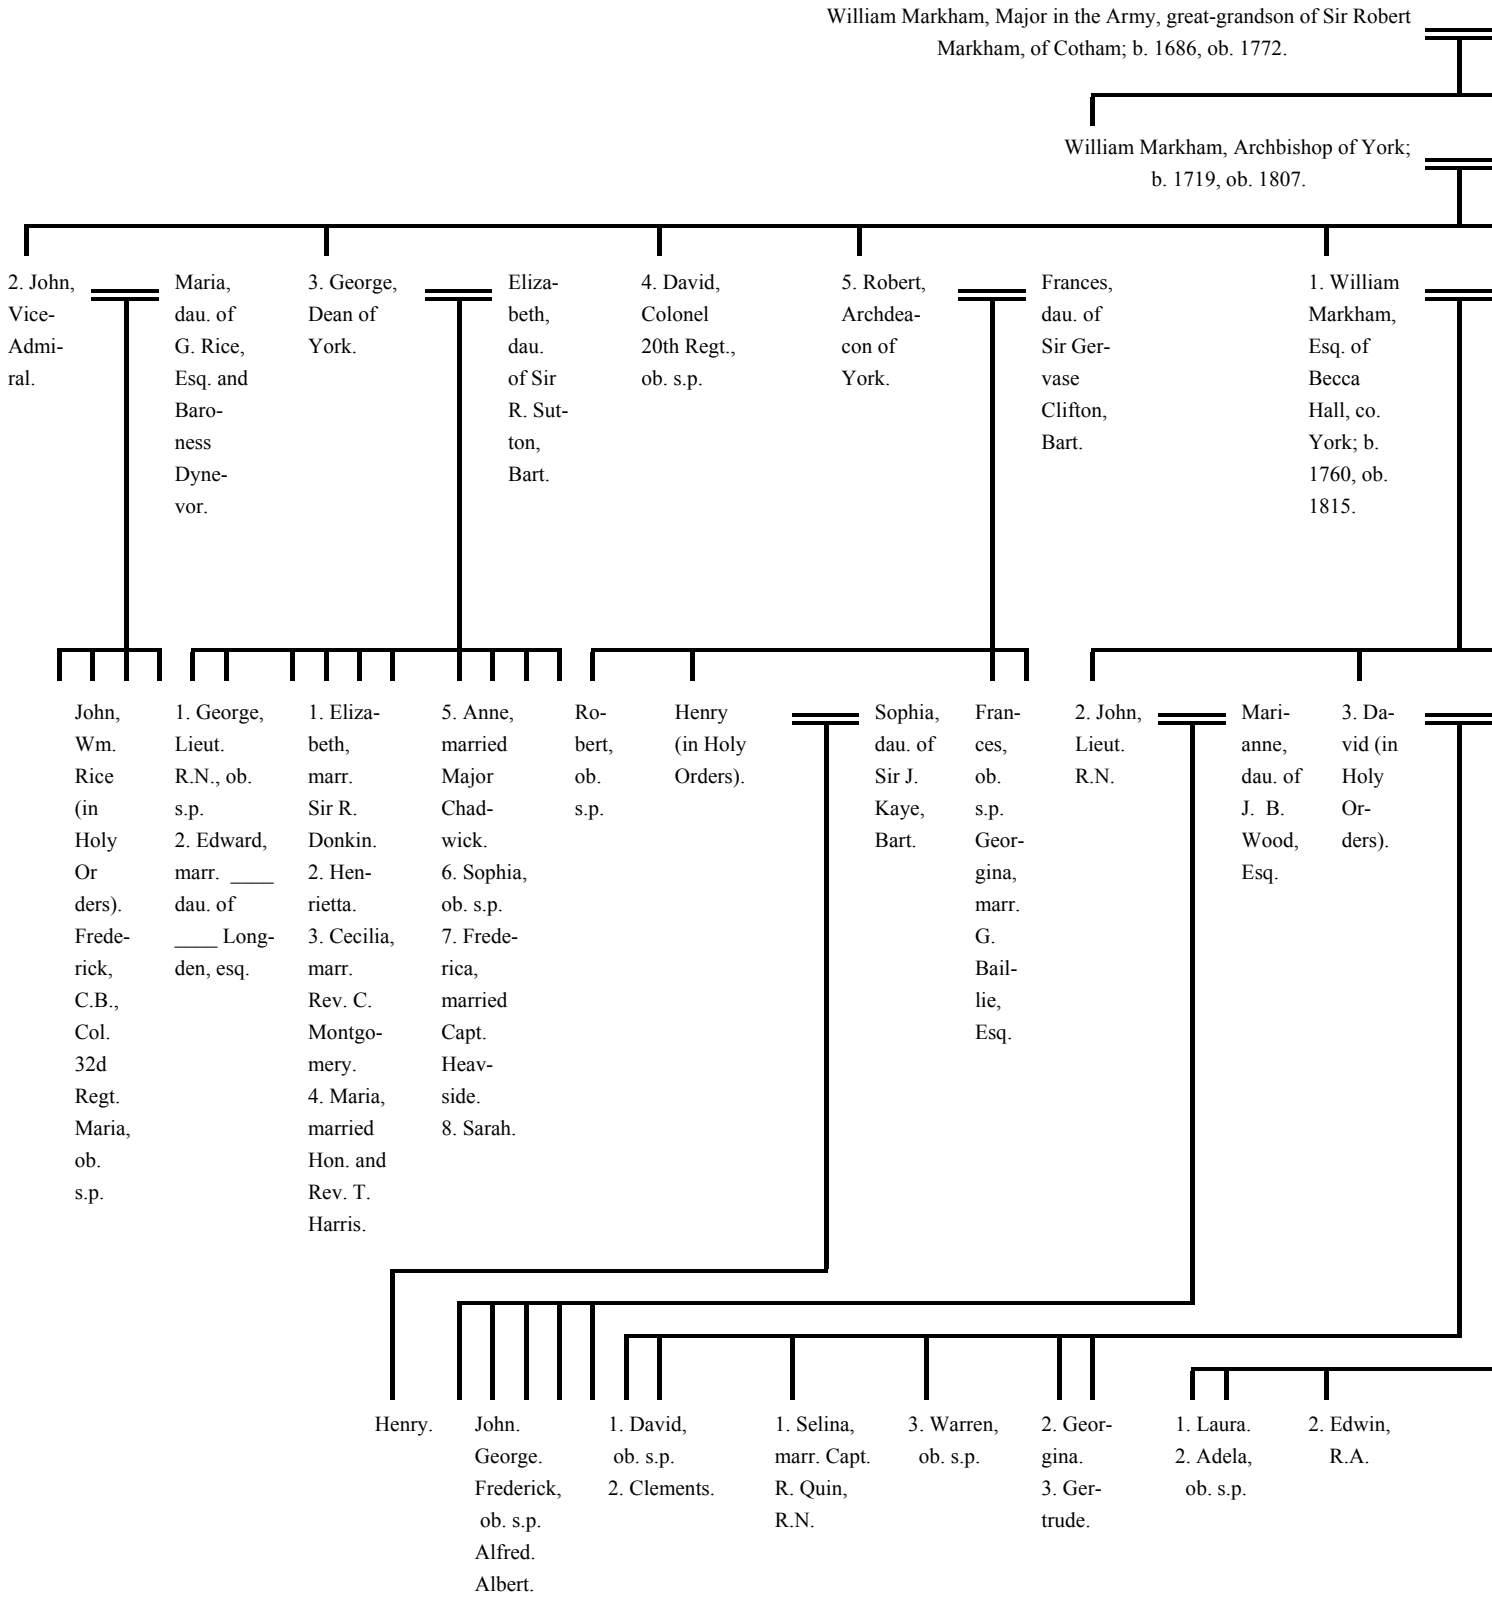 William Markham, Major in the Army, great-grandson of Sir Robert
Markham, of Cotham; b. 1686, ob. 1772.
William Markham, Archbishop of York;
b. 1719, ob. 1807.
2. John,
Vice-
Admi-
ral.
Maria,
dau. of
G. Rice,
Esq. and
Baro-
ness
Dyne-
vor.
3. George,
Dean of
York.
Eliza-
beth,
dau.
of Sir
R. Sut-
ton,
Bart.
4. David,
Colonel
20th Regt.,
ob. s.p.
5. Robert,
Archdea-
con of
York.
Frances,
dau. of
Sir Ger-
vase
Clifton,
Bart.
1. William
Markham,
Esq. of
Becca
Hall, co.
York; b.
1760, ob.
1815.
John,
Wm.
Rice
(in
Holy
Or
ders).
Frede-
rick,
C.B.,
Col.
32d
Regt.
Maria,
ob.
s.p.
1. George,
Lieut.
R.N., ob.
s.p.
2. Edward,
marr. ____
dau. of
____ Long-
den, esq.
1. Eliza-
beth,
marr.
Sir R.
Donkin.
2. Hen-
rietta.
3. Cecilia,
marr.
Rev. C.
Montgo-
mery.
4. Maria,
married
Hon. and
Rev. T.
Harris.
5. Anne,
married
Major
Chad-
wick.
6. Sophia,
ob. s.p.
7. Frede-
rica,
married
Capt.
Heav-
side.
8. Sarah.
Ro-
bert,
ob.
s.p.
Henry
(in Holy
Orders).
Sophia,
dau. of
Sir J.
Kaye,
Bart.
Fran-
ces,
ob.
s.p.
Geor-
gina,
marr.
G.
Bail-
lie,
Esq.
2. John,
Lieut.
R.N.
Mari-
anne,
dau. of
J. B.
Wood,
Esq.
3. Da-
vid (in
Holy
Or-
ders).
Henry.
John.
George.
Frederick,
ob. s.p.
Alfred.
Albert.
1. David,
ob. s.p.
2. Clements.
1. Selina,
marr. Capt.
R. Quin,
R.N.
3. Warren,
ob. s.p.
2. Geor-
gina.
3. Ger-
trude.
1. Laura.
2. Adela,
ob. s.p.
2. Edwin,
R.A.